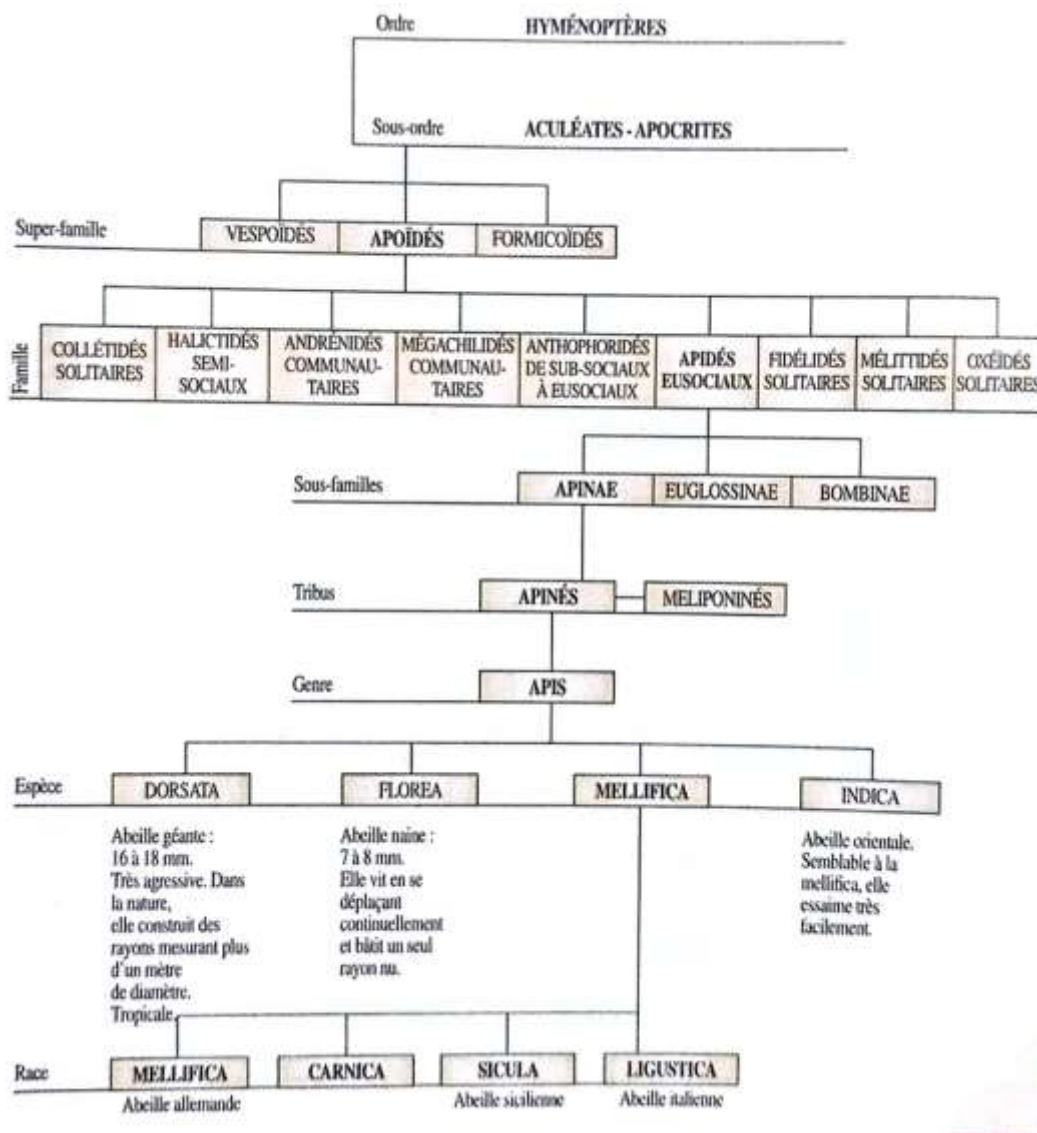 Ordre HYMÉNOPTÈRES
Sous-ordre ACULÉATES - APOCRITES
Super-famille VESPOÏDÉS APOÏDÉS FORMICOÏDÉS
Famille
COLLÉTIDÉS
SOLITAIRES
HALICTIDÉS
SEMI-
SOCIAUX
ANDRÉNIDÉS
COMMUNAU-
TAIRES
MÉGACHILIDÉS
COMMUNAU-
TAIRES
ANTHOPHORIDÉS
DE SUB-SOCIAUX
À EUSOCIAUX
APIDÉS
EUSOCIAUX
FIDÉLIDÉS
SOLITAIRES
MÉLITTIDÉS
SOLITAIRES
OXÉÏDÉS
SOLITAIRES
Sous-familles APINAE EUGLOSSINAE BOMBINAE
Tribus APINÉS MELIPONINÉS
Genre APIS
Espèce DORSATA FLOREA MELLIFICA INDICA
Abeille géante :
16 à 18 mm.
Très agressive. Dans
la nature,
elle construit des
rayons mesurant plus
d'un mètre
de diamètre.
Tropicale.
Abeille naine :
7 à 8 mm.
Elle vit en se
déplaçant
continuellement
et bâtit un seul
rayon nu.
Abeille orientale.
Semblable à la
mellifica, elle
essaime très
facilement.
Race MELLIFICA CARNICA SICULA LIGUSTICA
Abeille allemande Abeille sicilienne Abeille italienne